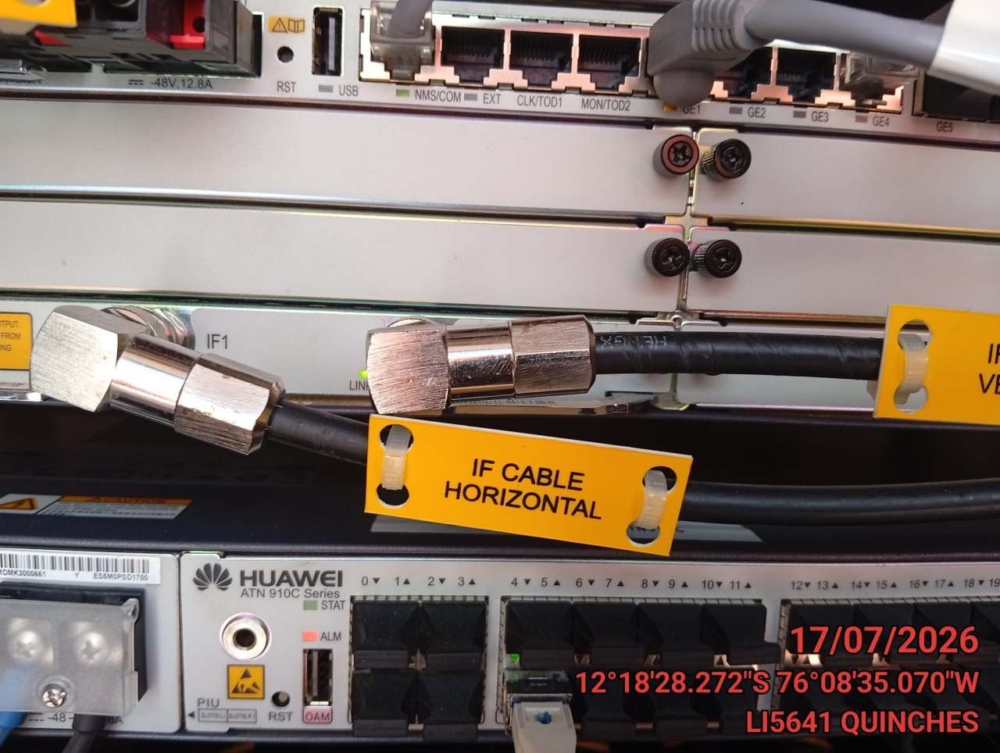 -48V;12.8A
RST
USB
NMS/COM
EXT
CLK/TOD1
MON/TOD2
GE1
GE2
GE3
GE4
GE5
IF1
IF CABLE
HORIZONTAL
CAUTION
ES5M0PSD1700
HUAWEI
ATN 910C Series
STAT
ALM
PIU
RST
OAM
0▼ 1▲ 2▼ 3▲ 4▼ 5▲ 6▼ 7▲ 8▼ 9▲ 10▼ 11▲ 12▼ 13▲ 14▼ 15▲ 16▼ 17▲ 18▼ 19
17/07/2026
12°18'28.272"S 76°08'35.070"W
LI5641 QUINCHES